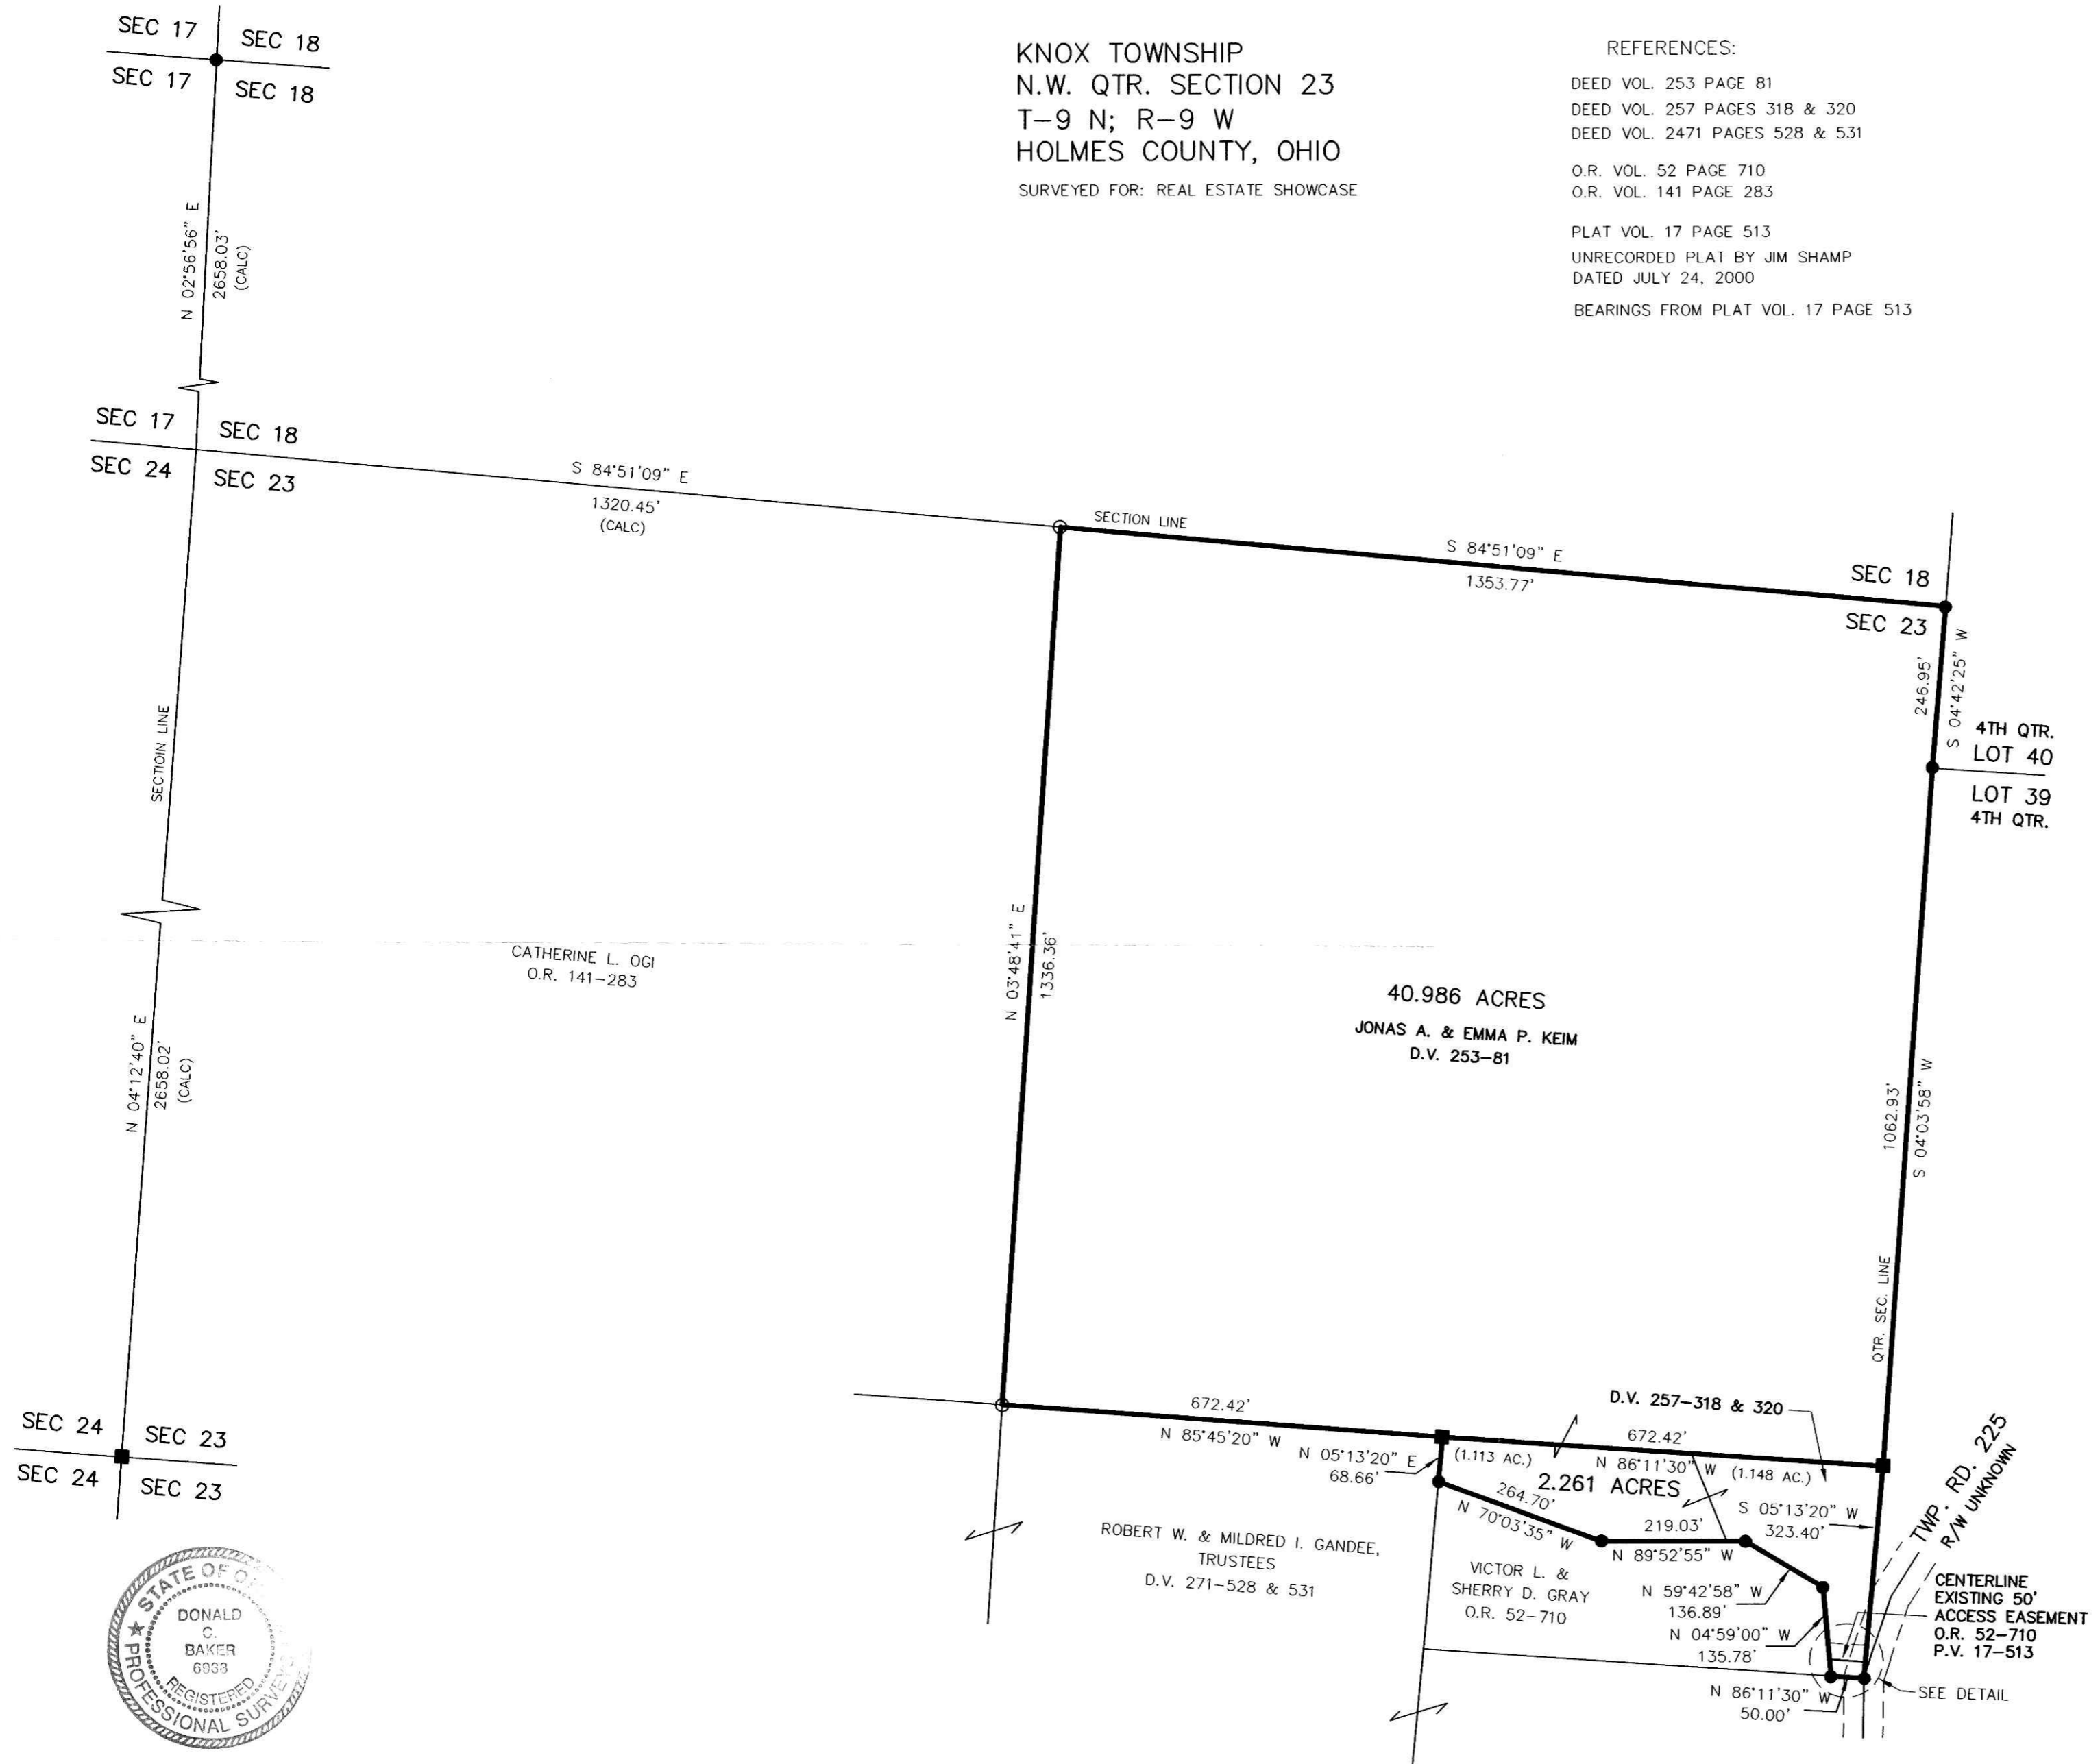 SEC 17
SEC 18
SEC 17
SEC 18
KNOX TOWNSHIP
N.W. QTR. SECTION 23
T–9 N; R–9 W
HOLMES COUNTY, OHIO
SURVEYED FOR: REAL ESTATE SHOWCASE
REFERENCES:
DEED VOL. 253 PAGE 81
DEED VOL. 257 PAGES 318 & 320
DEED VOL. 2471 PAGES 528 & 531
O.R. VOL. 52 PAGE 710
O.R. VOL. 141 PAGE 283
PLAT VOL. 17 PAGE 513
UNRECORDED PLAT BY JIM SHAMP
DATED JULY 24, 2000
BEARINGS FROM PLAT VOL. 17 PAGE 513
N 02°56'56" E
2658.03'
(CALC)
SEC 17
SEC 18
SEC 24
SEC 23
S 84°51'09" E
1320.45'
(CALC)
SECTION LINE
S 84°51'09" E
1353.77'
SEC 18
SEC 23
246.95'
S 04°42'25" W
4TH QTR.
LOT 40
LOT 39
4TH QTR.
SECTIOIN LINE
CATHERINE L. OGI
O.R. 141–283
N 03°48'41" E
1336.36'
40.986 ACRES
JONAS A. & EMMA P. KEIM
D.V. 253–81
N 04°12'40" E
2658.02'
(CALC)
1062.93'
S 04°03'58" W
QTR. SEC. LINE
SEC 24
SEC 23
SEC 24
SEC 23
672.42'
N 85°45'20" W
N 05°13'20" E
68.66'
D.V. 257–318 & 320
672.42'
(1.113 AC.)
N 86°11'30" W
(1.148 AC.)
2.261 ACRES
264.70'
N 70°03'35" W
219.03'
N 89°52'55" W
S 05°13'20" W
323.40'
TWP. RD. 225
R/W UNKNOWN
ROBERT W. & MILDRED I. GANDEE,
TRUSTEES
D.V. 271–528 & 531
VICTOR L. &
SHERRY D. GRAY
O.R. 52–710
N 59°42'58" W
136.89'
N 04°59'00" W
135.78'
N 86°11'30" W
50.00'
CENTERLINE
EXISTING 50'
ACCESS EASEMENT
O.R. 52–710
P.V. 17–513
SEE DETAIL
STATE OF
DONALD
C.
BAKER
6938
REGISTERED
PROFESSIONAL